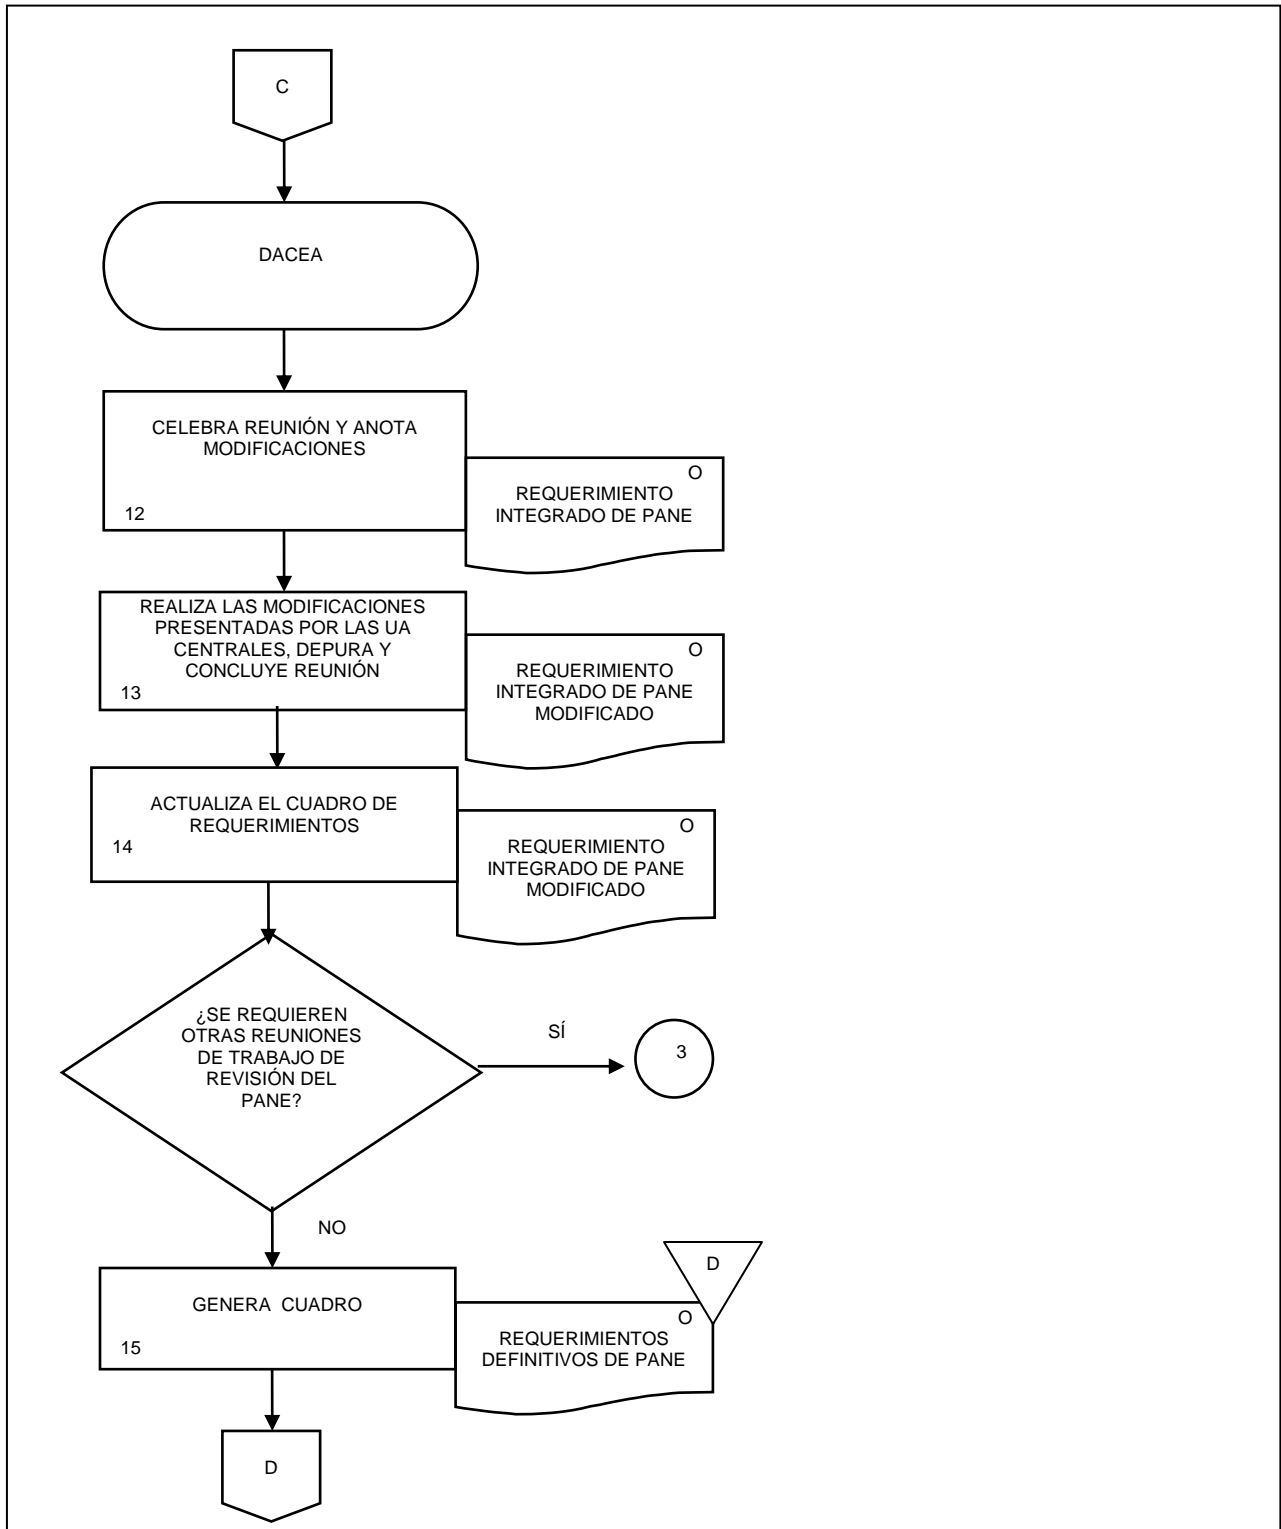 C
DACEA
CELEBRA REUNIÓN Y ANOTA
MODIFICACIONES
12
O
REQUERIMIENTO
INTEGRADO DE PANE
REALIZA LAS MODIFICACIONES
PRESENTADAS POR LAS UA
CENTRALES, DEPURA Y
CONCLUYE REUNIÓN
13
O
REQUERIMIENTO
INTEGRADO DE PANE
MODIFICADO
ACTUALIZA EL CUADRO DE
REQUERIMIENTOS
14
O
REQUERIMIENTO
INTEGRADO DE PANE
MODIFICADO
¿SE REQUIEREN
OTRAS REUNIONES
DE TRABAJO DE
REVISIÓN DEL
PANE?
SÍ
3
NO
GENERA CUADRO
15
D
O
REQUERIMIENTOS
DEFINITIVOS DE PANE
D